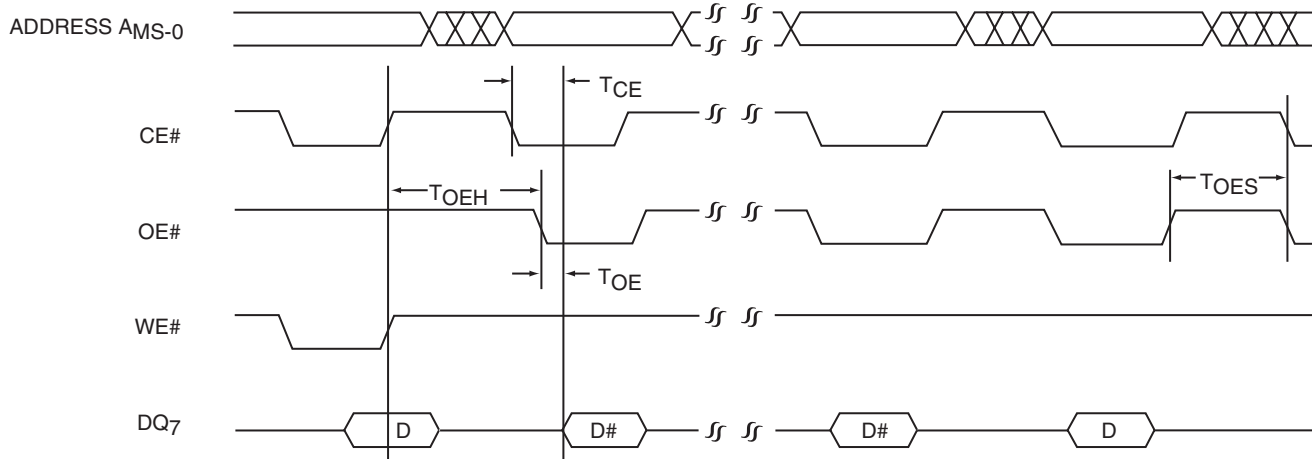 ADDRESS AMS-0
TCE
CE#
TOEH
TOES
OE#
TOE
WE#
DQ7
D
D#
D#
D